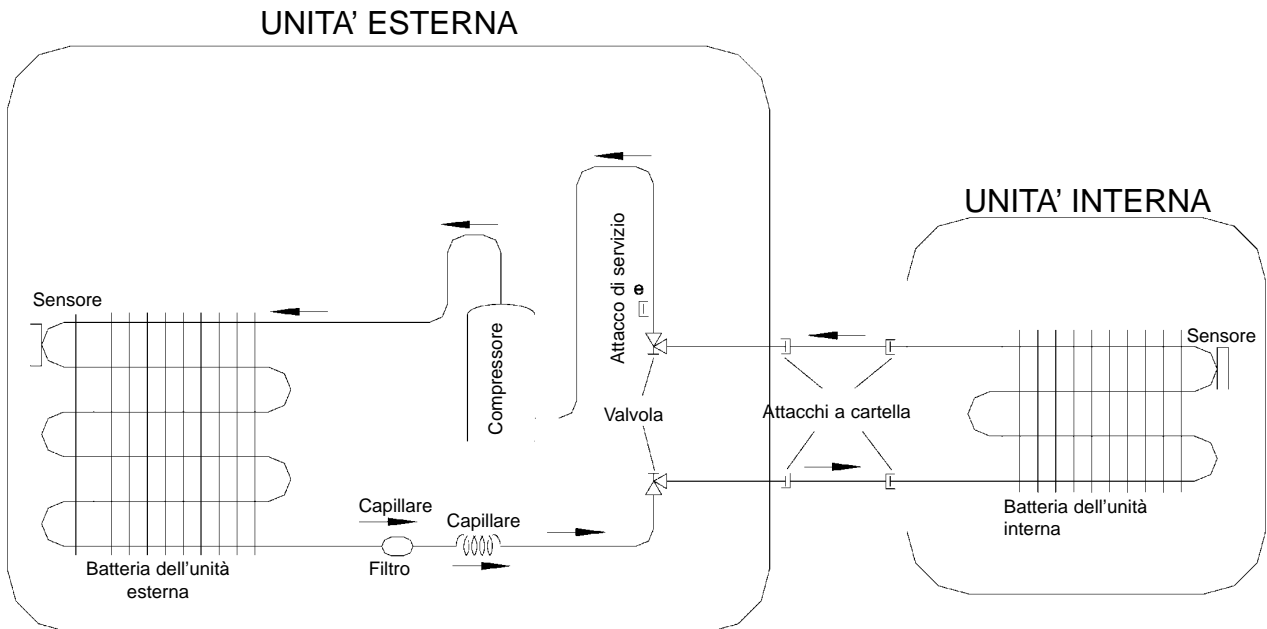 UNITA' ESTERNA
UNITA' INTERNA
Attacco di servizio
e
Sensore
Compressore
Sensore
Valvola
Attacchi a cartella
Capillare
Capillare
Batteria dell'unità
interna
Batteria dell'unità
esterna
Filtro